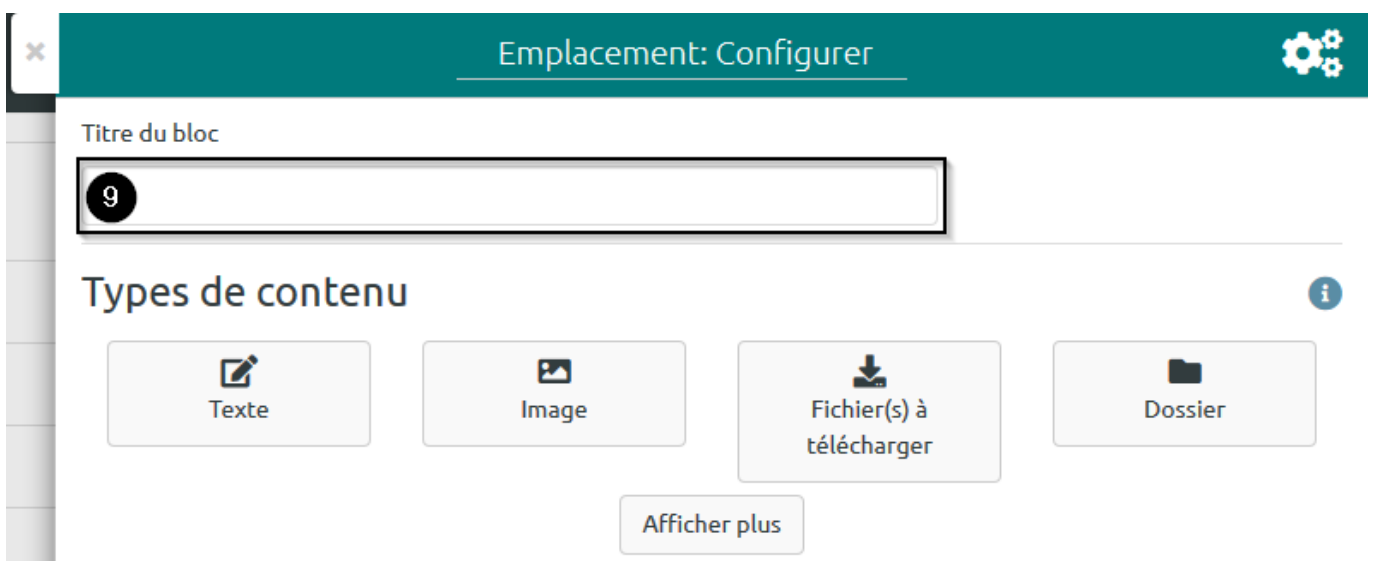 Emplacement: Configurer
Titre du bloc
9
Types de contenu
Texte
Image
Fichier(s) à
télécharger
Dossier
Afficher plus